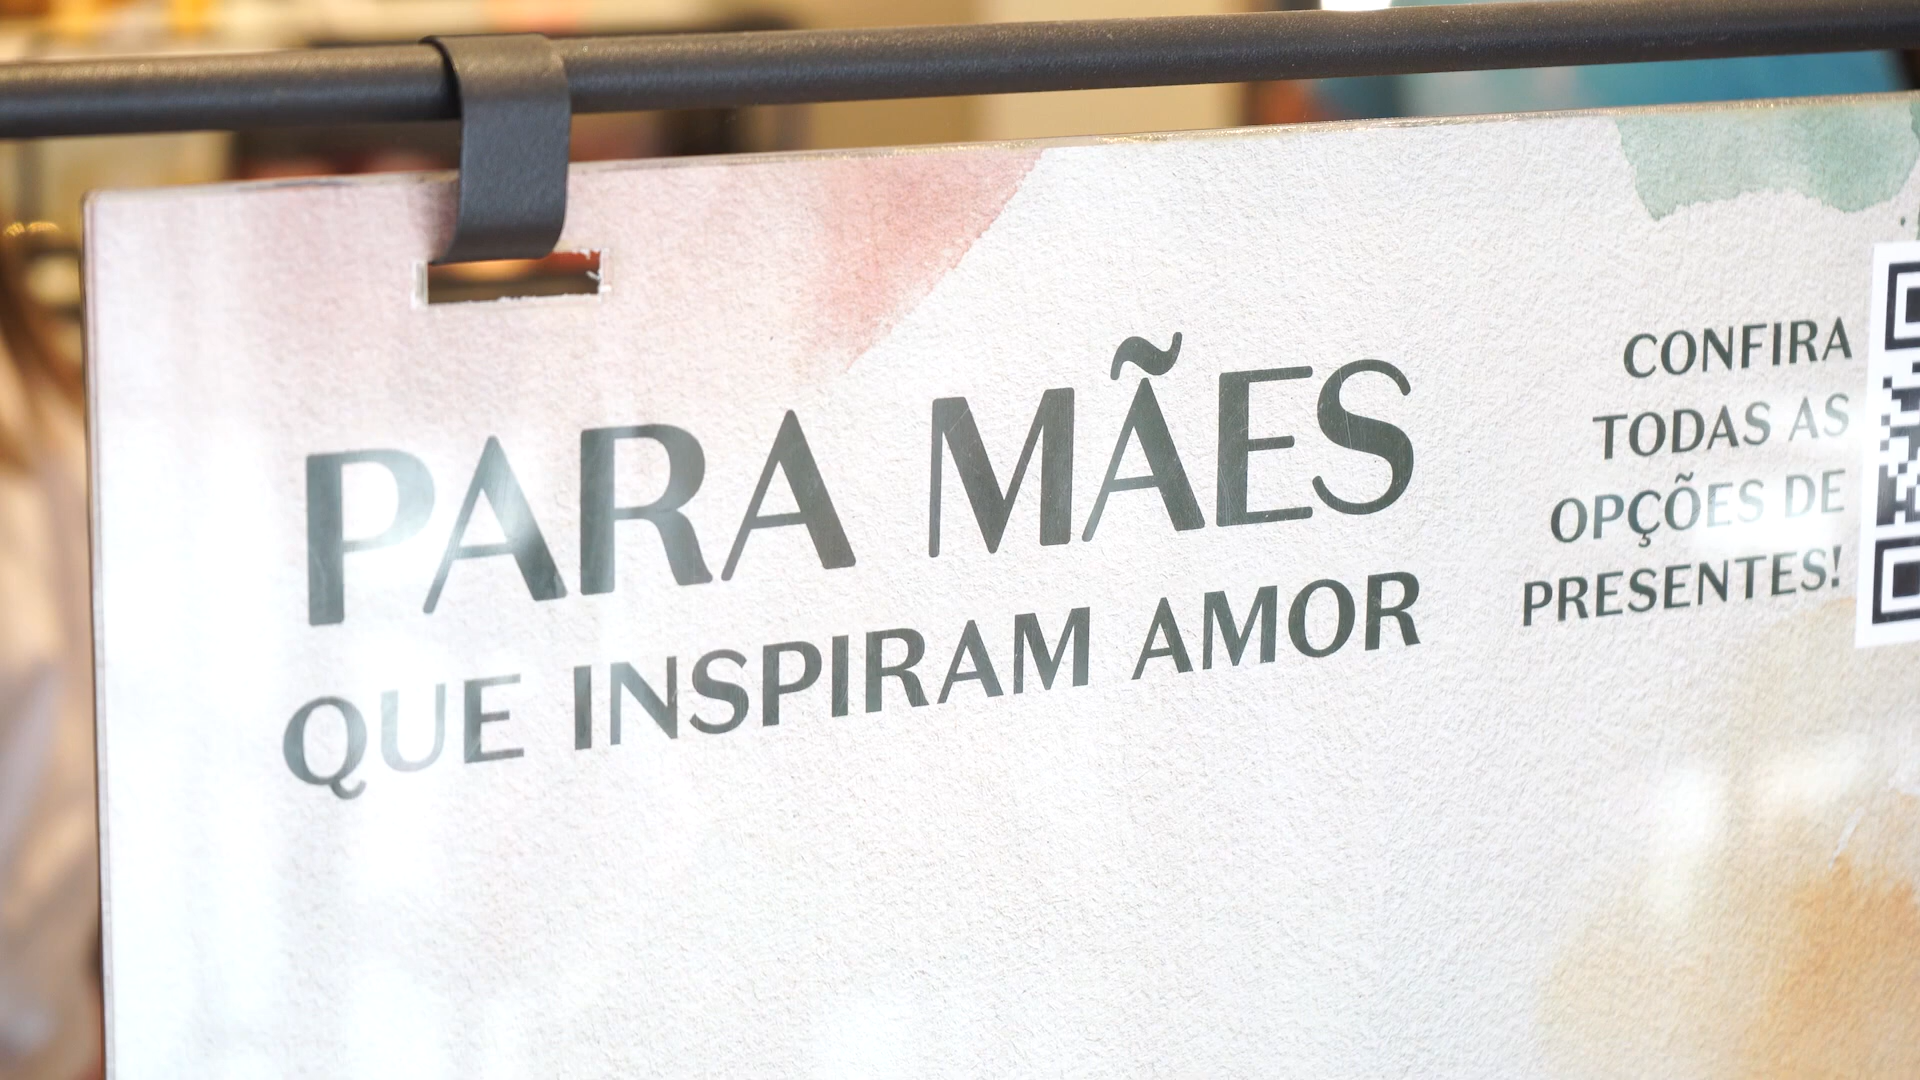 PARA MÃES
QUE INSPIRAM AMOR
CONFIRA
TODAS AS
OPÇÕES DE
PRESENTES!